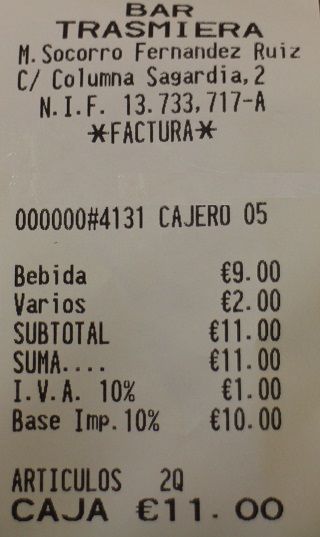 BAR
TRASMIERA
M.Socorro Fernandez Ruiz
C/ Columna Sagardia,2
N.I.F. 13.733,717-A
*FACTURA*
000000#4131 CAJERO 05
Bebida €9.00
Varios €2.00
SUBTOTAL €11.00
SUMA.... €11.00
I.V.A. 10% €1.00
Base Imp.10% €10.00
ARTICULOS 2Q
CAJA €11.00